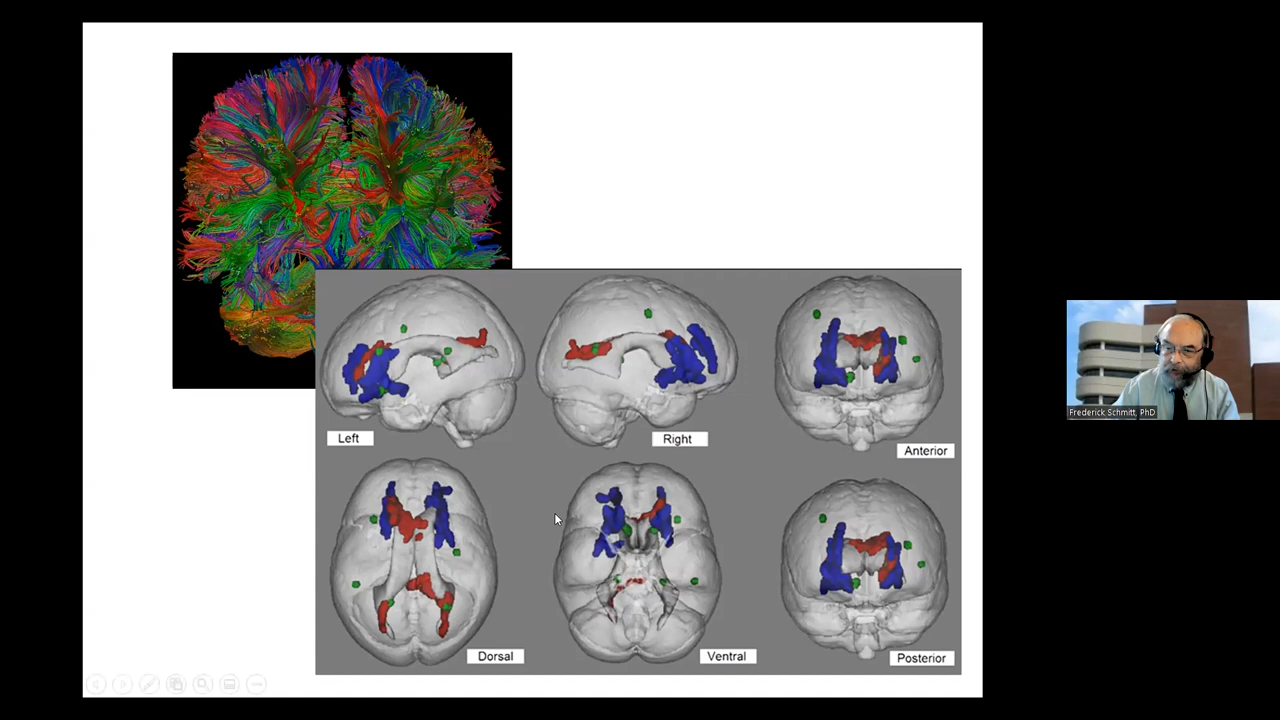 Left
Right
Anterior
Dorsal
Ventral
Posterior
Frederick Schmitt, PhD